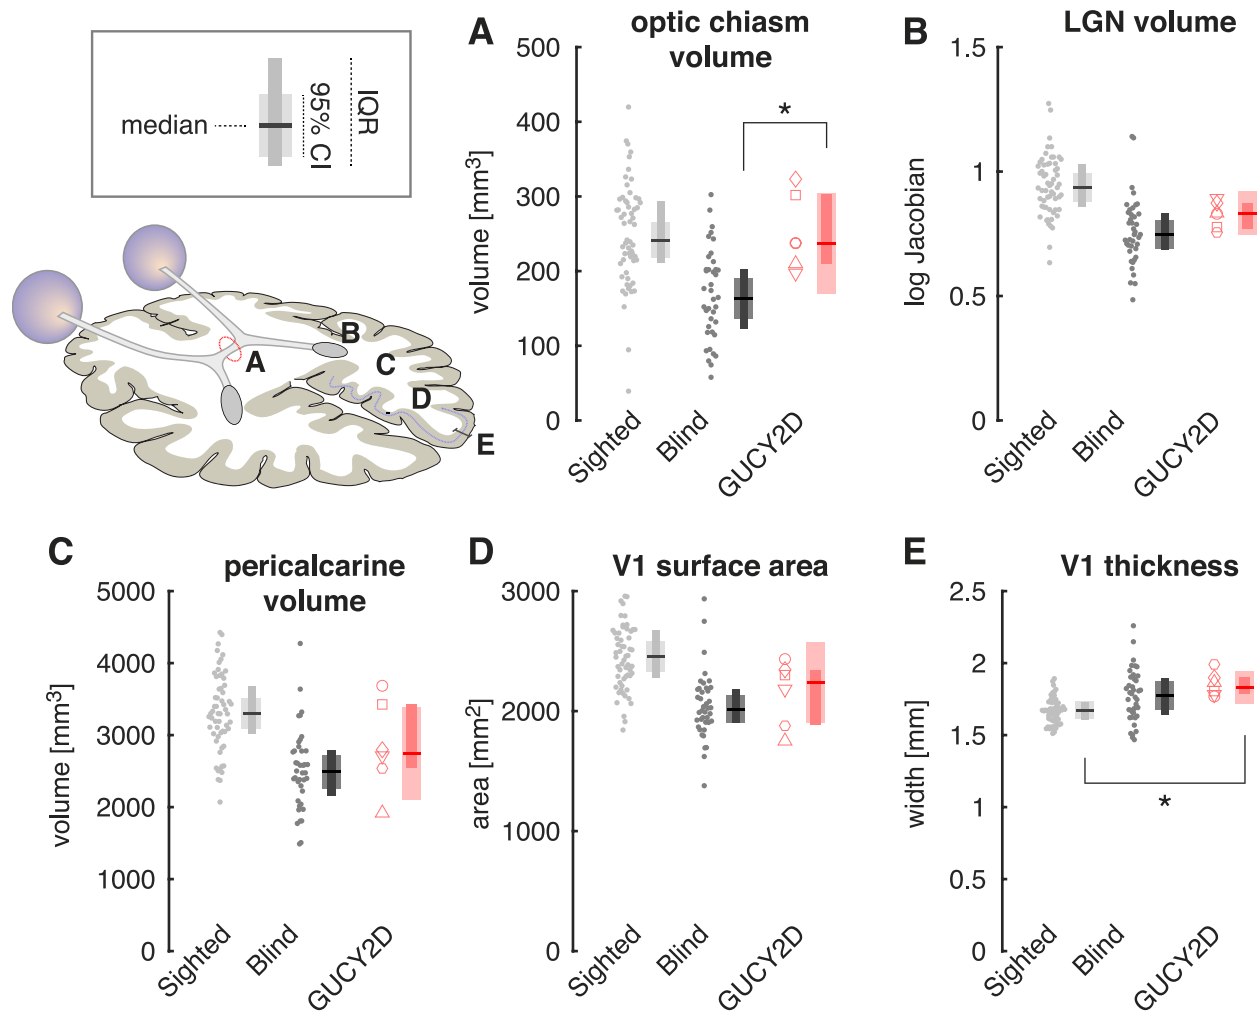 median
95% CI
IQR
A
B
C
D
E
A
optic chiasm
volume
volume [mm³]
500
400
300
200
100
0
Sighted
Blind
GUCY2D
*
B
LGN volume
log Jacobian
1.5
1
0.5
0
Sighted
Blind
GUCY2D
C
pericalcarine
volume
volume [mm³]
5000
4000
3000
2000
1000
0
Sighted
Blind
GUCY2D
D
V1 surface area
area [mm²]
3000
2000
1000
0
Sighted
Blind
GUCY2D
E
V1 thickness
width [mm]
2.5
2
1.5
1
0.5
0
Sighted
Blind
GUCY2D
*